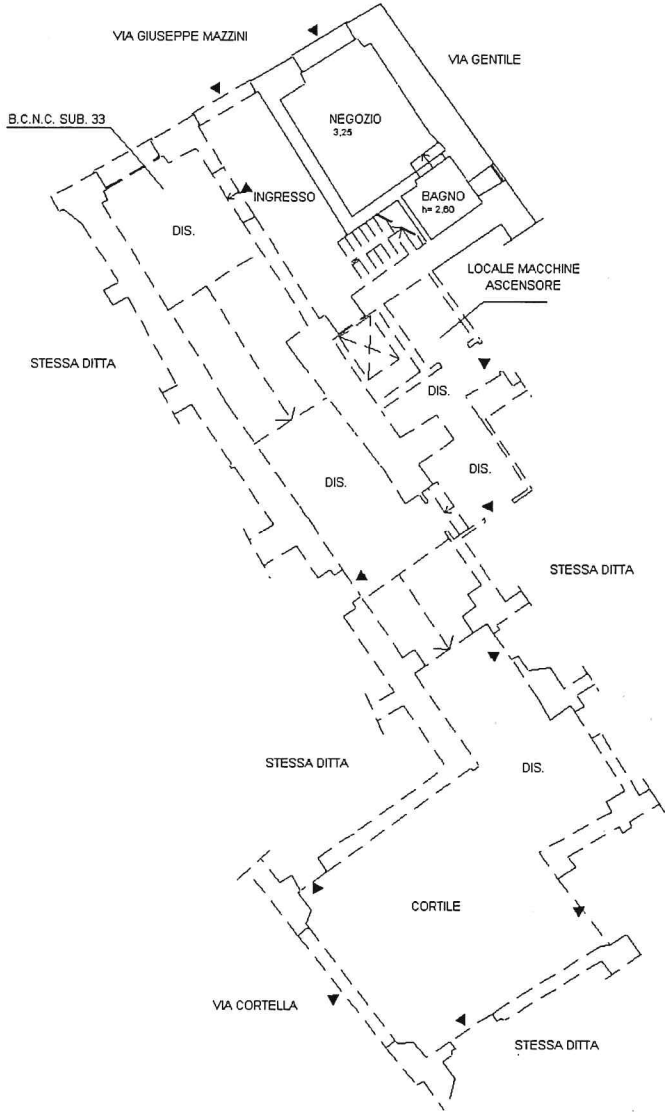 VIA GIUSEPPE MAZZINI
VIA GENTILE
B.C.N.C. SUB. 33
NEGOZIO
3,25
INGRESSO
BAGNO
h= 2,60
DIS.
LOCALE MACCHINE
ASCENSORE
STESSA DITTA
DIS.
DIS.
DIS.
STESSA DITTA
STESSA DITTA
DIS.
CORTILE
VIA CORTELLA
STESSA DITTA